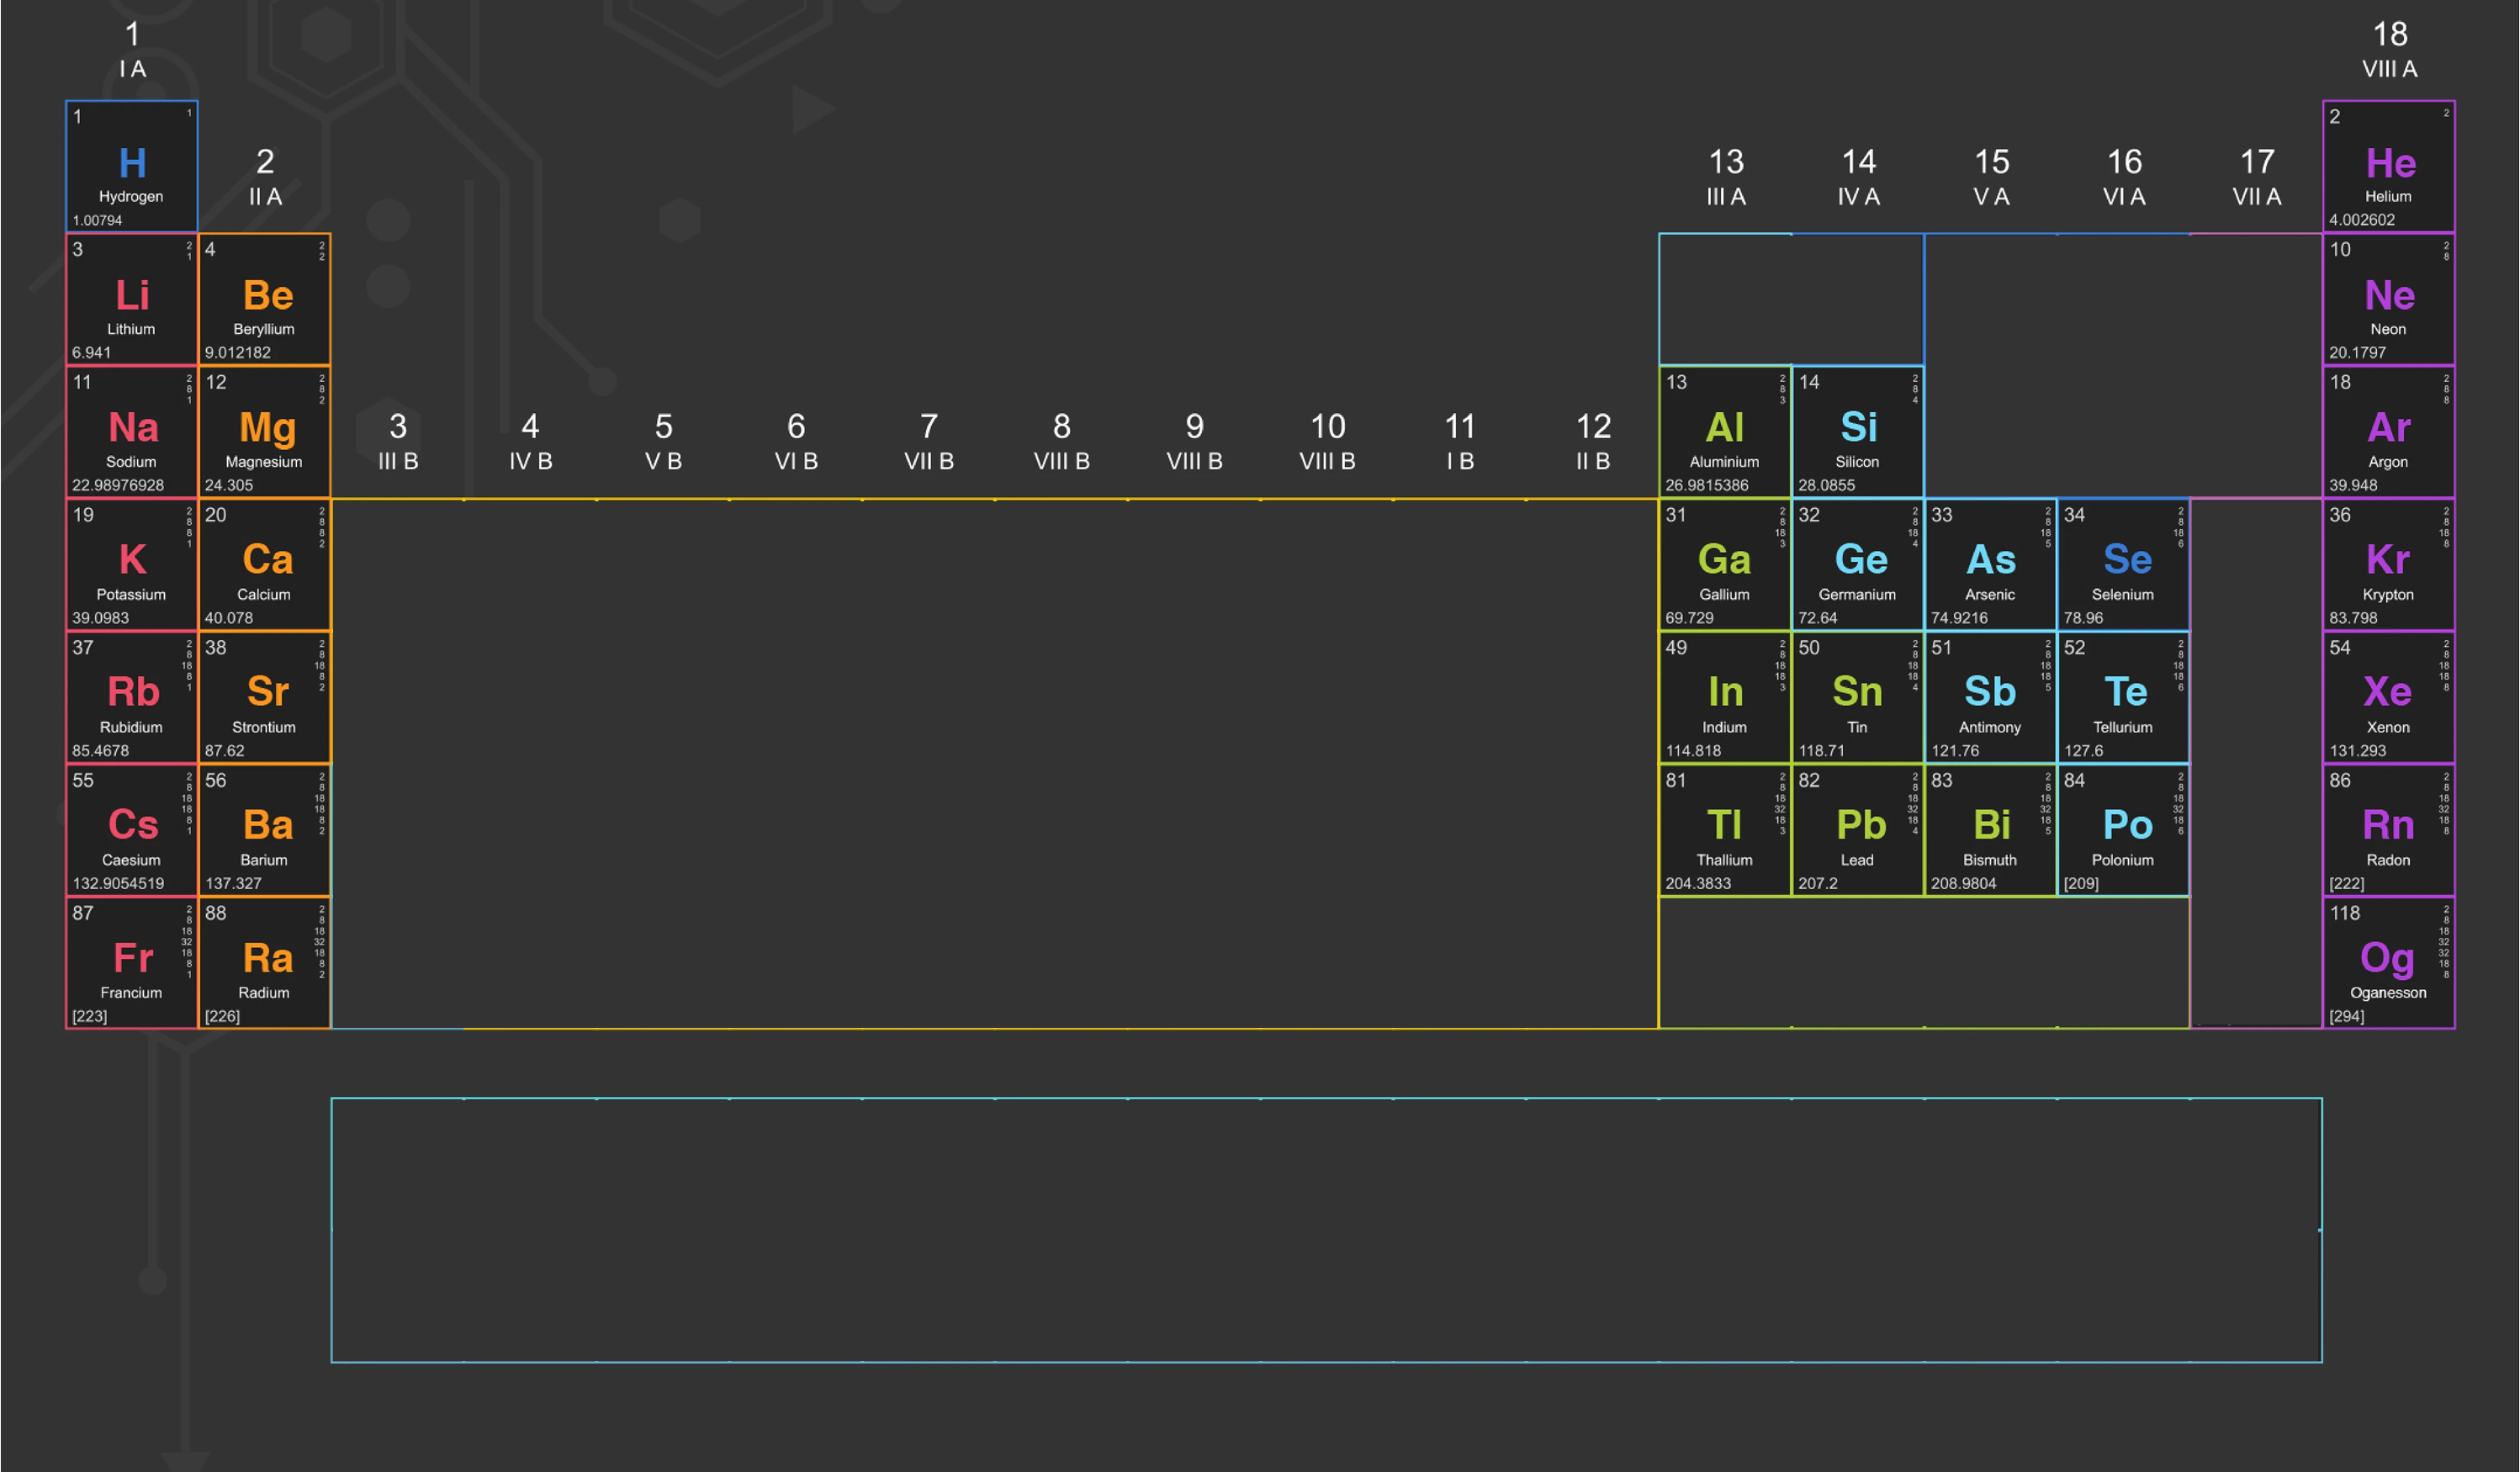 1
I A
18
VIII A
1 1
H
Hydrogen
1.00794
2
II A
13
III A
14
IV A
15
V A
16
VI A
17
VII A
2 2
He
Helium
4.002602
3 2 1
Li
Lithium
6.941
4 2 2
Be
Beryllium
9.012182
10 2 8
Ne
Neon
20.1797
11 2 8 1
Na
Sodium
22.98976928
12 2 8 2
Mg
Magnesium
24.305
3
III B
4
IV B
5
V B
6
VI B
7
VII B
8
VIII B
9
VIII B
10
VIII B
11
I B
12
II B
13 2 8 3
Al
Aluminium
26.9815386
14 2 8 4
Si
Silicon
28.0855
18 2 8 8
Ar
Argon
39.948
19 2 8 8 1
K
Potassium
39.0983
20 2 8 8 2
Ca
Calcium
40.078
31 2 8 18 3
Ga
Gallium
69.729
32 2 8 18 4
Ge
Germanium
72.64
33 2 8 18 5
As
Arsenic
74.9216
34 2 8 18 6
Se
Selenium
78.96
36 2 8 18 8
Kr
Krypton
83.798
37 2 8 18 8 1
Rb
Rubidium
85.4678
38 2 8 18 8 2
Sr
Strontium
87.62
49 2 8 18 18 3
In
Indium
114.818
50 2 8 18 18 4
Sn
Tin
118.71
51 2 8 18 18 5
Sb
Antimony
121.76
52 2 8 18 18 6
Te
Tellurium
127.6
54 2 8 18 18 8
Xe
Xenon
131.293
55 2 8 18 18 8 1
Cs
Caesium
132.9054519
56 2 8 18 18 8 2
Ba
Barium
137.327
81 2 8 18 32 18 3
Tl
Thallium
204.3833
82 2 8 18 32 18 4
Pb
Lead
207.2
83 2 8 18 32 18 5
Bi
Bismuth
208.9804
84 2 8 18 32 18 6
Po
Polonium
[209]
86 2 8 18 32 18 8
Rn
Radon
[222]
87 2 8 18 32 18 8 1
Fr
Francium
[223]
88 2 8 18 32 18 8 2
Ra
Radium
[226]
118 2 8 18 32 32 18 8
Og
Oganesson
[294]